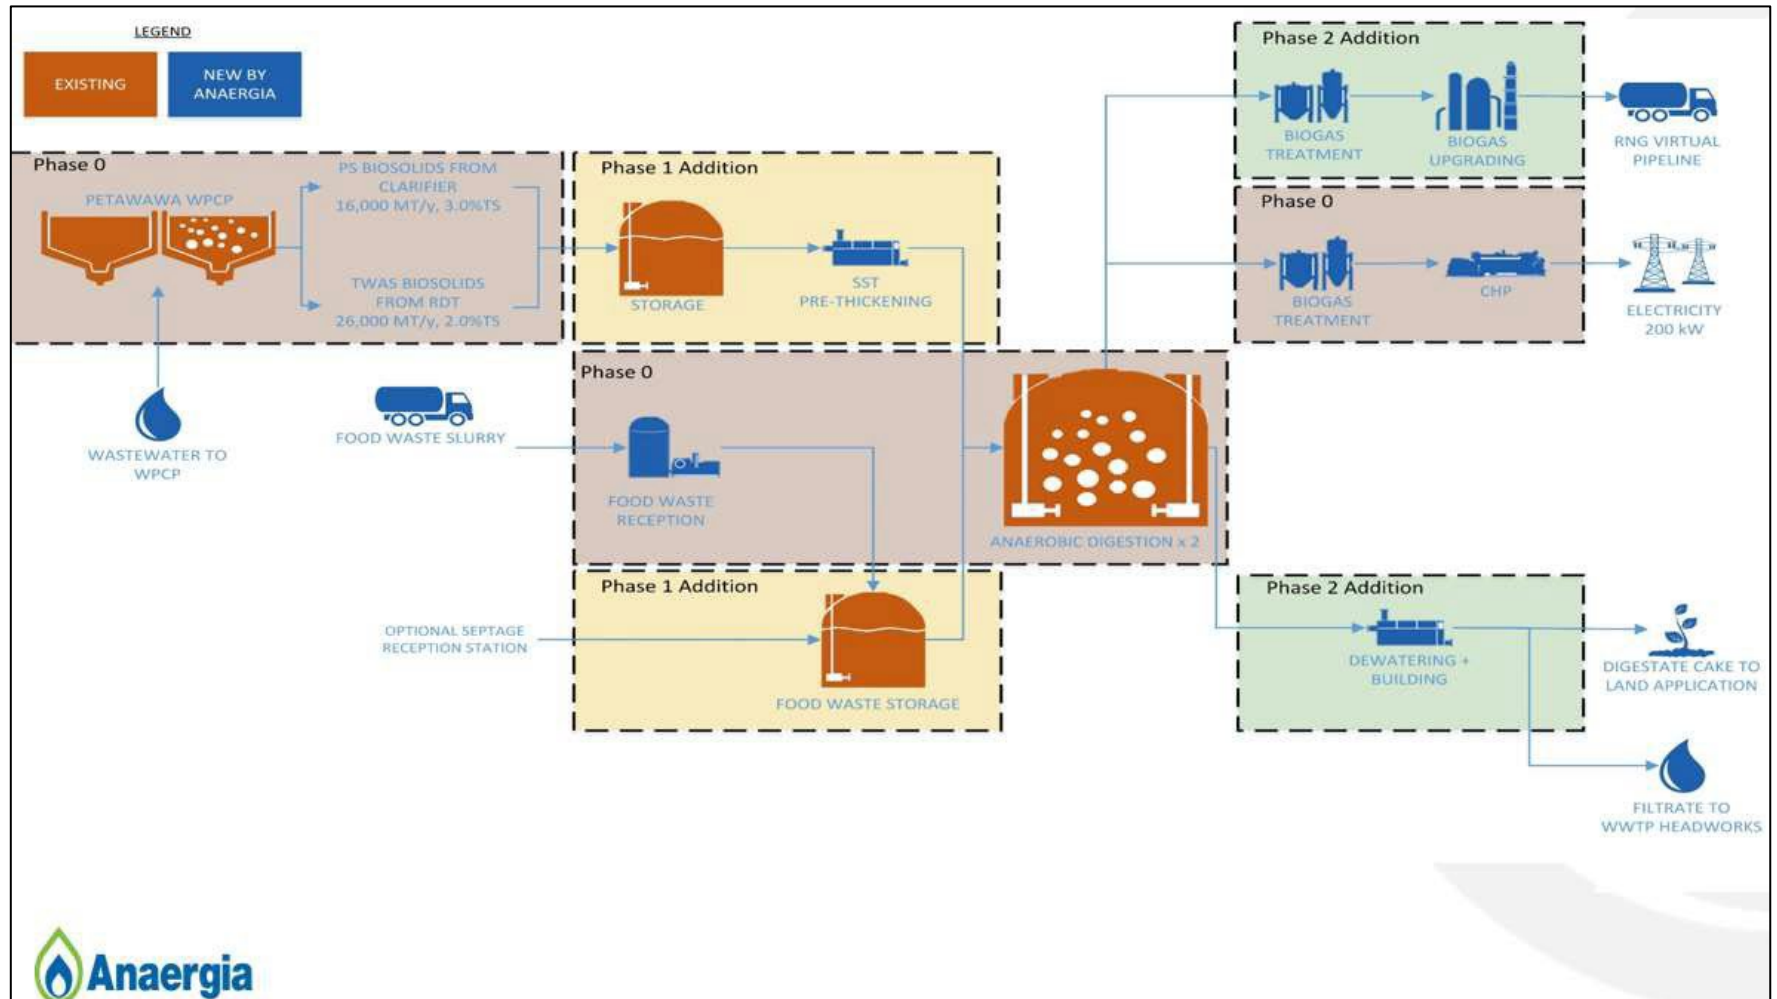 LEGEND
EXISTING
NEW BY
ANAERGIA
Phase 0
PETAWAWA WPCP
PS BIOSOLIDS FROM
CLARIFIER
16,000 MT/y, 3.0%TS
TWAS BIOSOLIDS
FROM RDT
26,000 MT/y, 2.0%TS
WASTEWATER TO
WPCP
Phase 1 Addition
STORAGE
SST
PRE-THICKENING
FOOD WASTE SLURRY
Phase 0
FOOD WASTE
RECEPTION
ANAEROBIC DIGESTION x 2
OPTIONAL SEPTAGE
RECEPTION STATION
Phase 1 Addition
FOOD WASTE STORAGE
Phase 2 Addition
BIOGAS
TREATMENT
BIOGAS
UPGRADING
RNG VIRTUAL
PIPELINE
Phase 0
BIOGAS
TREATMENT
CHP
ELECTRICITY
200 kW
Phase 2 Addition
DEWATERING +
BUILDING
DIGESTATE CAKE TO
LAND APPLICATION
FILTRATE TO
WWTP HEADWORKS
Anaergia